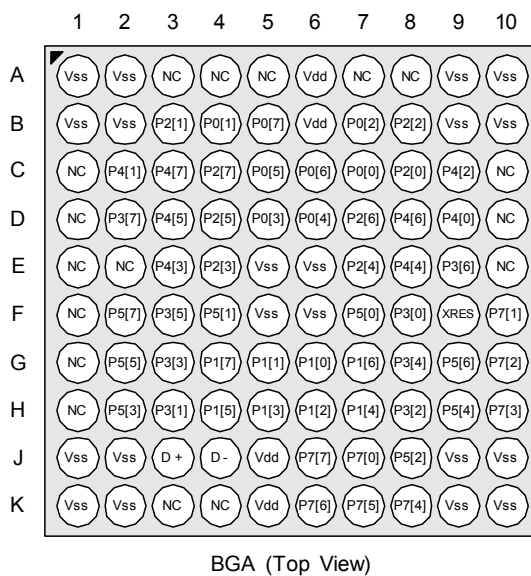 1 2 3 4 5 6 7 8 9 10
A Vss Vss NC NC NC Vdd NC NC Vss Vss
B Vss Vss P2[1] P0[1] P0[7] Vdd P0[2] P2[2] Vss Vss
C NC P4[1] P4[7] P2[7] P0[5] P0[6] P0[0] P2[0] P4[2] NC
D NC P3[7] P4[5] P2[5] P0[3] P0[4] P2[6] P4[6] P4[0] NC
E NC NC P4[3] P2[3] Vss Vss P2[4] P4[4] P3[6] NC
F NC P5[7] P3[5] P5[1] Vss Vss P5[0] P3[0] XRES P7[1]
G NC P5[5] P3[3] P1[7] P1[1] P1[0] P1[6] P3[4] P5[6] P7[2]
H NC P5[3] P3[1] P1[5] P1[3] P1[2] P1[4] P3[2] P5[4] P7[3]
J Vss Vss D + D - Vdd P7[7] P7[0] P5[2] Vss Vss
K Vss Vss NC NC Vdd P7[6] P7[5] P7[4] Vss Vss
BGA (Top View)